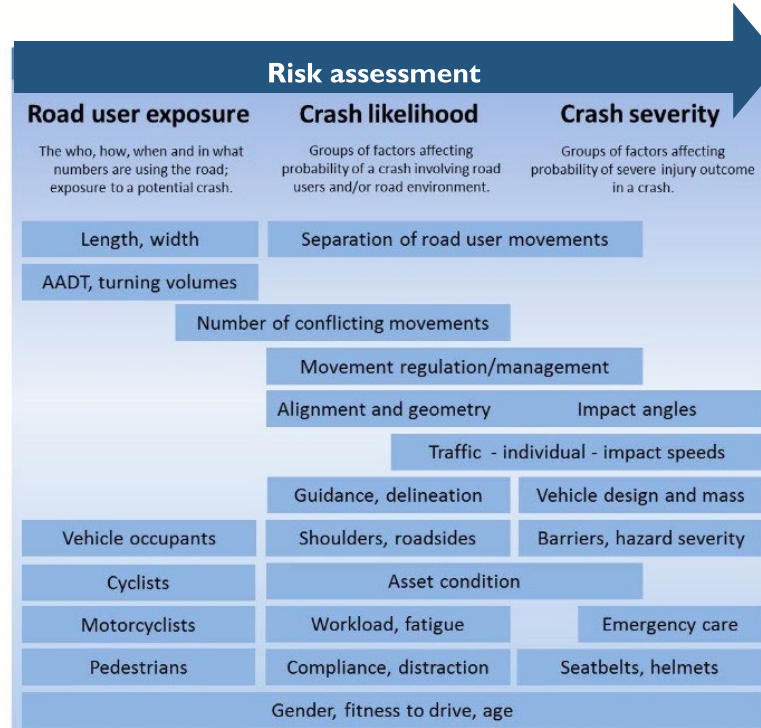 Risk assessment
Road user exposure
The who, how, when and in what
numbers are using the road;
exposure to a potential crash.
Crash likelihood
Groups of factors affecting
probability of a crash involving road
users and/or road environment.
Crash severity
Groups of factors affecting
probability of severe injury outcome
in a crash.
Length, width
Separation of road user movements
AADT, turning volumes
Number of conflicting movements
Movement regulation/management
Alignment and geometry
Impact angles
Traffic - individual - impact speeds
Guidance, delineation
Vehicle design and mass
Vehicle occupants
Shoulders, roadsides
Barriers, hazard severity
Cyclists
Asset condition
Motorcyclists
Workload, fatigue
Emergency care
Pedestrians
Compliance, distraction
Seatbelts, helmets
Gender, fitness to drive, age